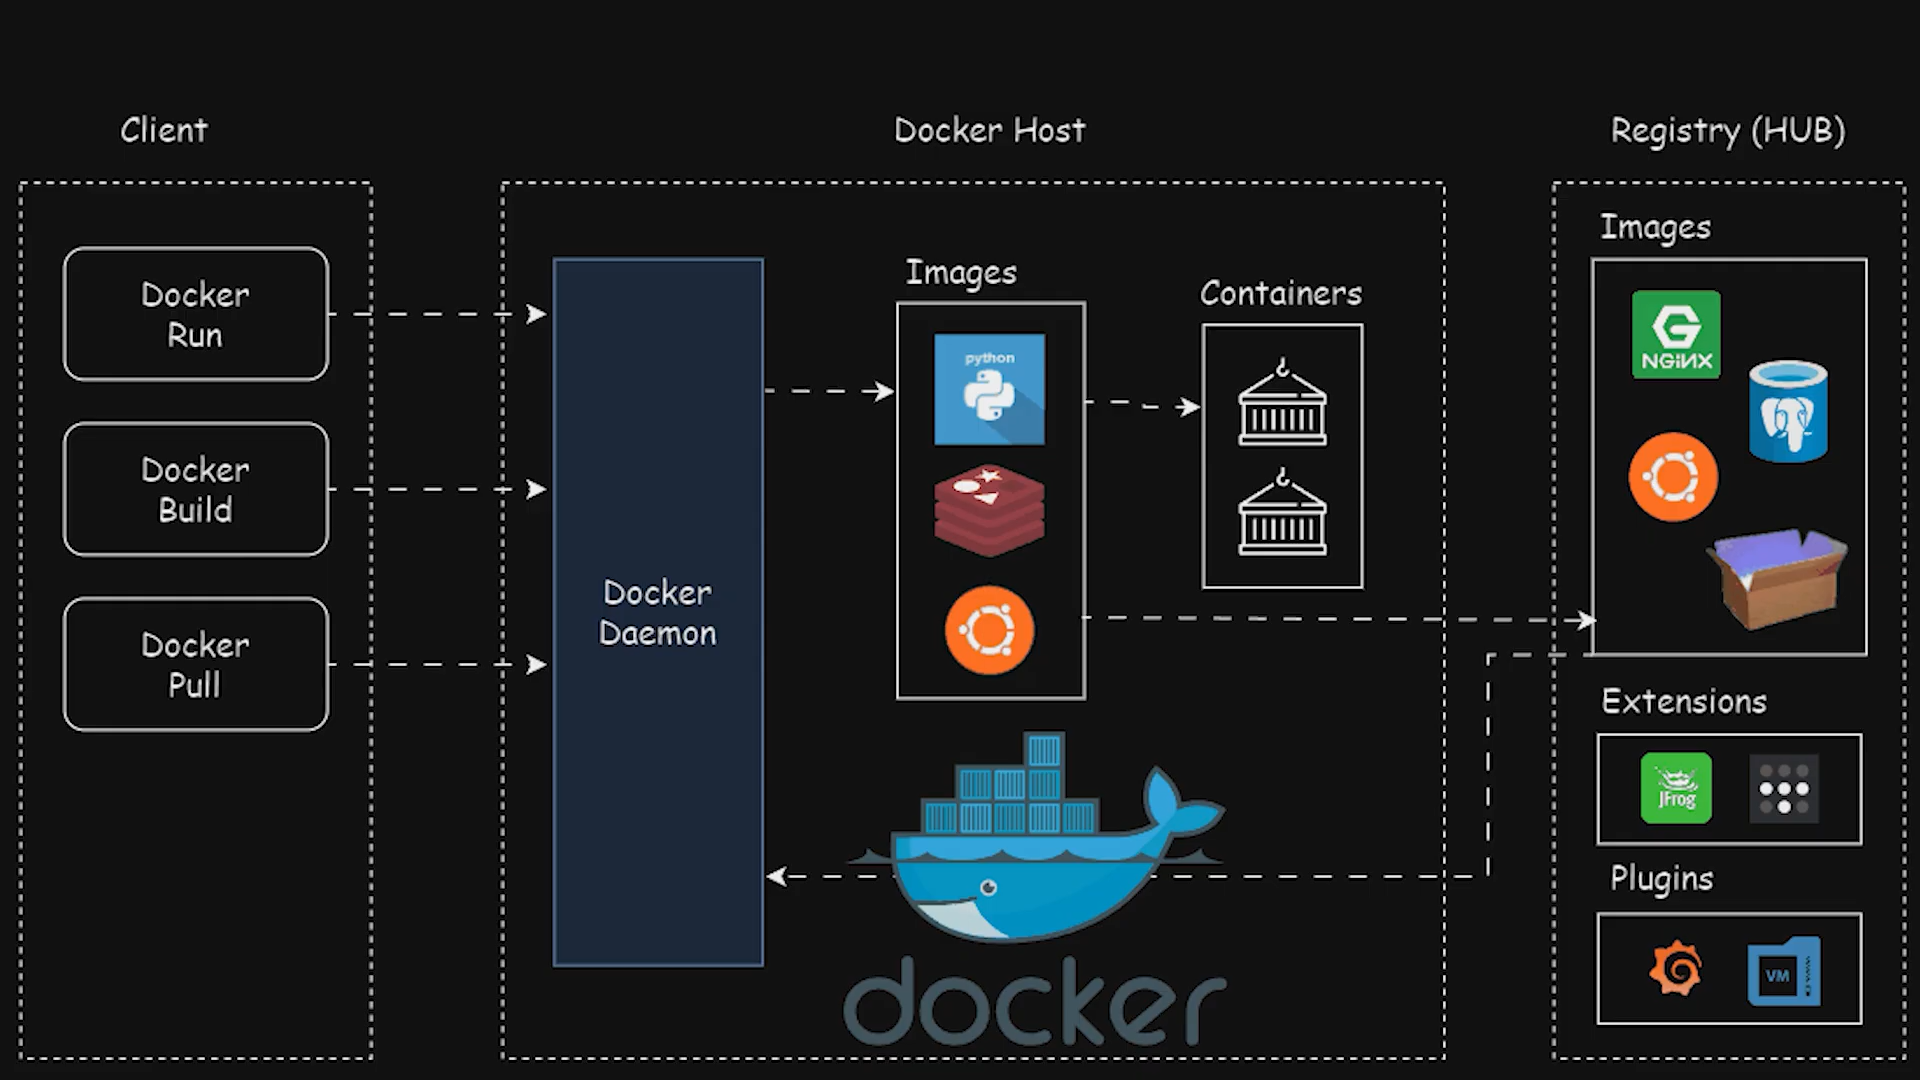 Client
Docker Host
Registry (HUB)
Docker
Run
Docker
Build
Docker
Pull
Docker
Daemon
Images
python
Containers
docker
Images
NGiNX
Extensions
JFrog
Plugins
VM